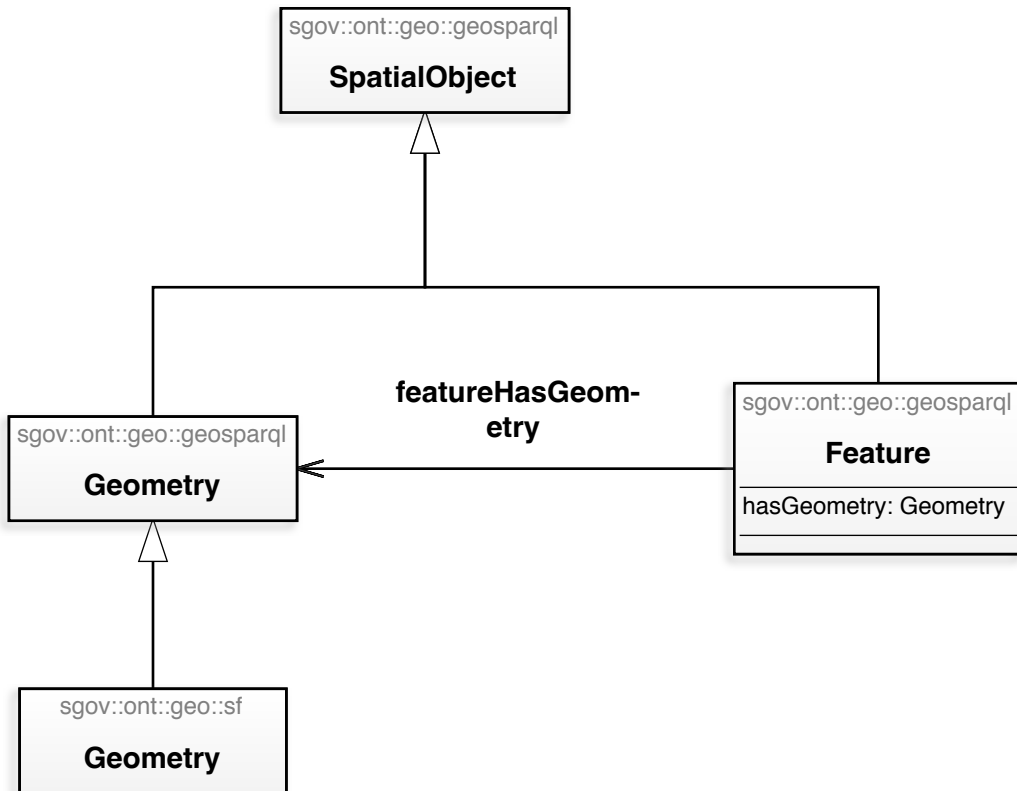 sgov::ont::geo::geosparql
SpatialObject
featureHasGeom-
etry
sgov::ont::geo::geosparql
Feature
hasGeometry: Geometry
sgov::ont::geo::geosparql
Geometry
sgov::ont::geo::sf
Geometry